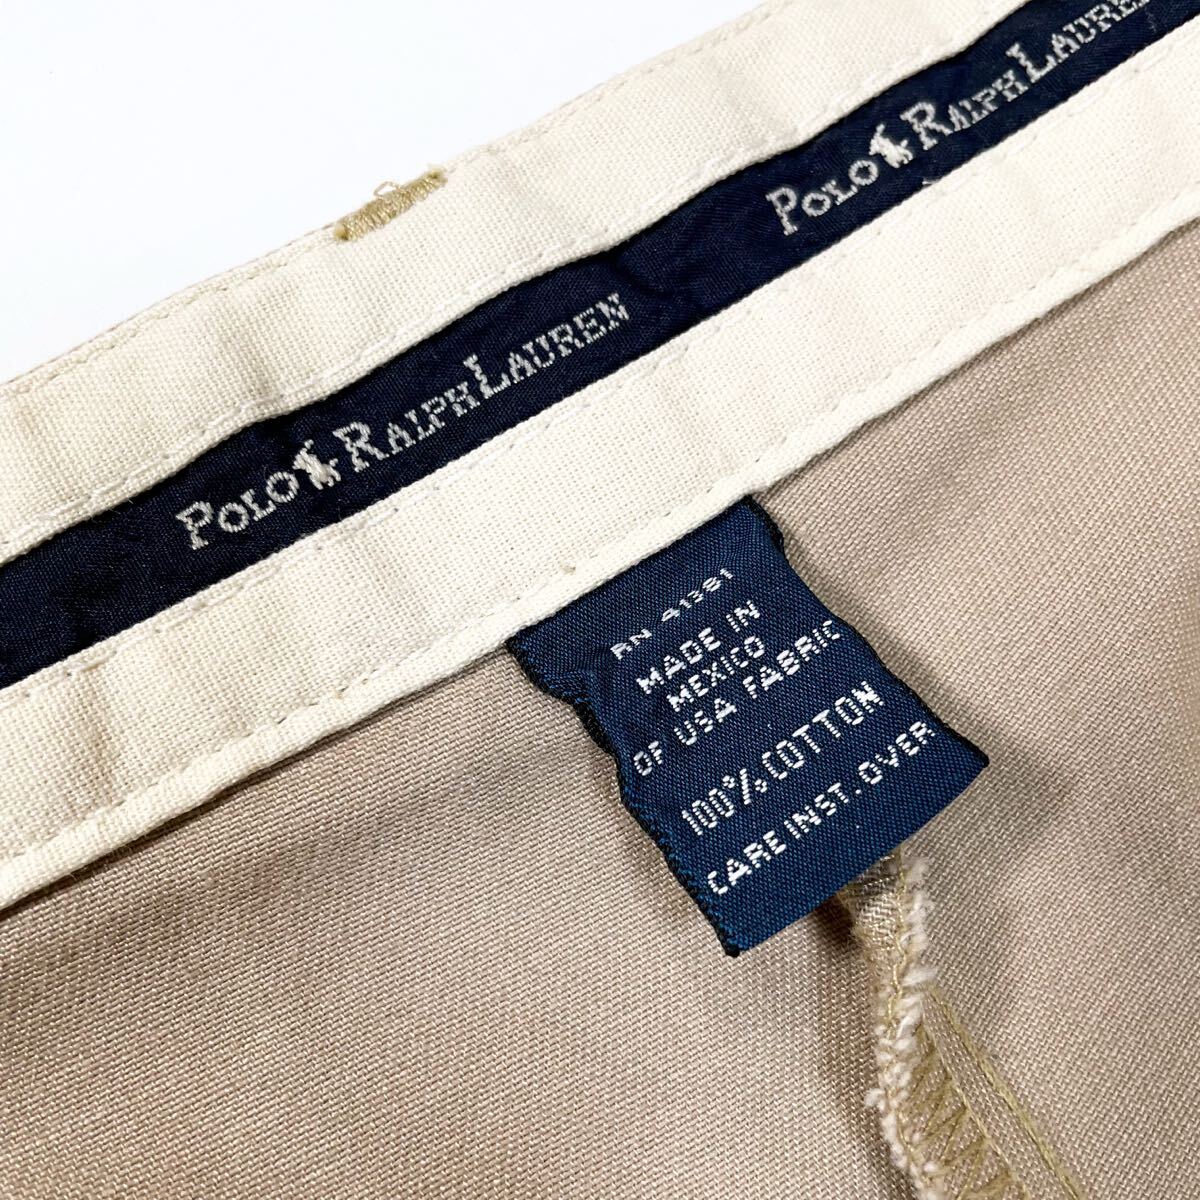 POLO RALPH LAUREN
POLO RALPH LAUREN
RN 41381
MADE IN
MEXICO
OF USA FABRIC
100% COTTON
CARE INST. OVER